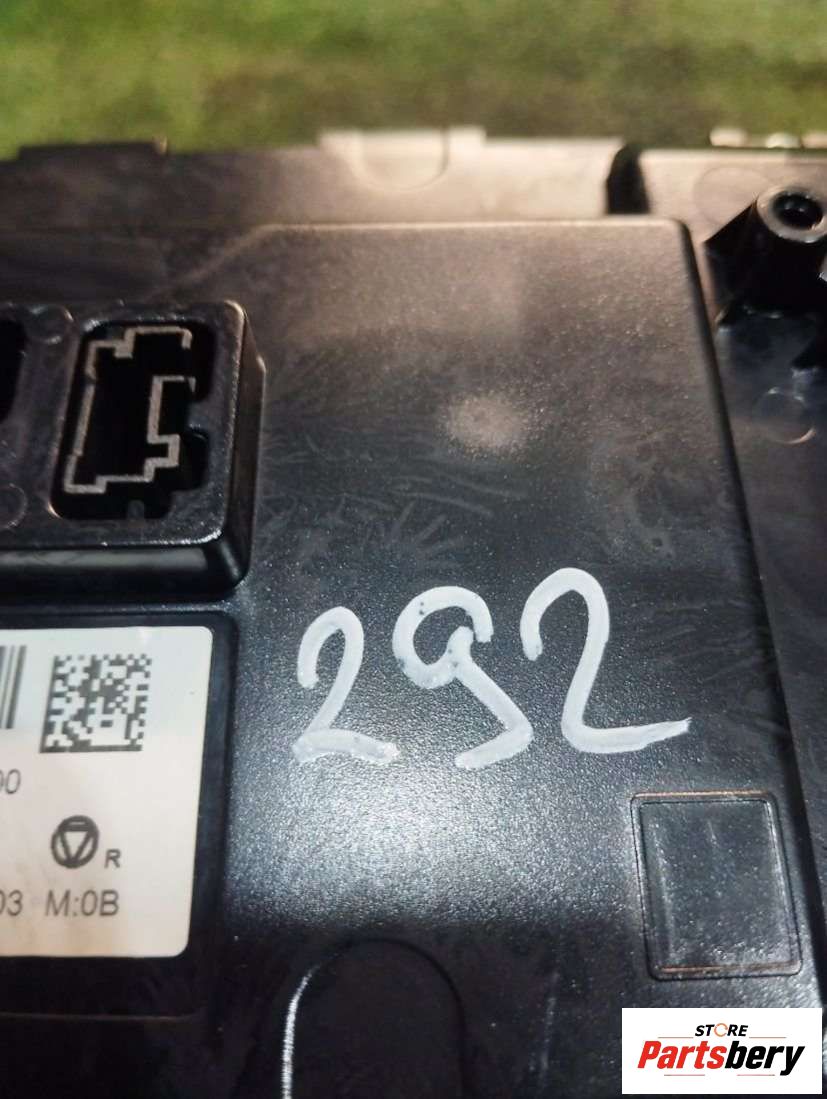 292
00
R
03 M:0B
STORE
Partsbery